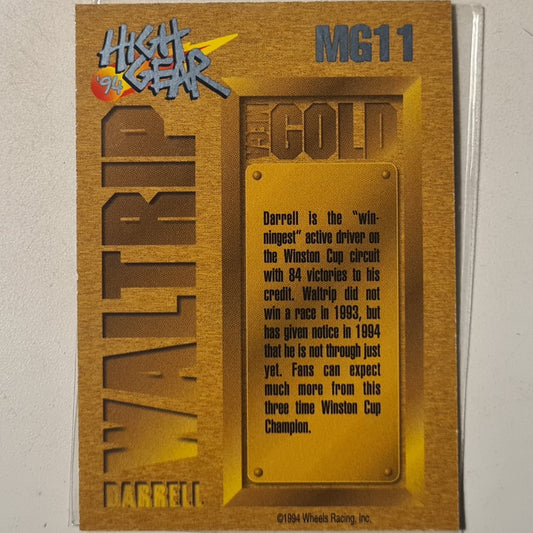 HIGH
'94 GEAR
MG11
DARRELL WALTRIP
MEGA GOLD
Darrell is the "win-
ningest" active driver on
the Winston Cup circuit
with 84 victories to his
credit. Waltrip did not
win a race in 1993, but
has given notice in 1994
that he is not through just
yet. Fans can expect
much more from this
three time Winston Cup
Champion.
©1994 Wheels Racing, Inc.